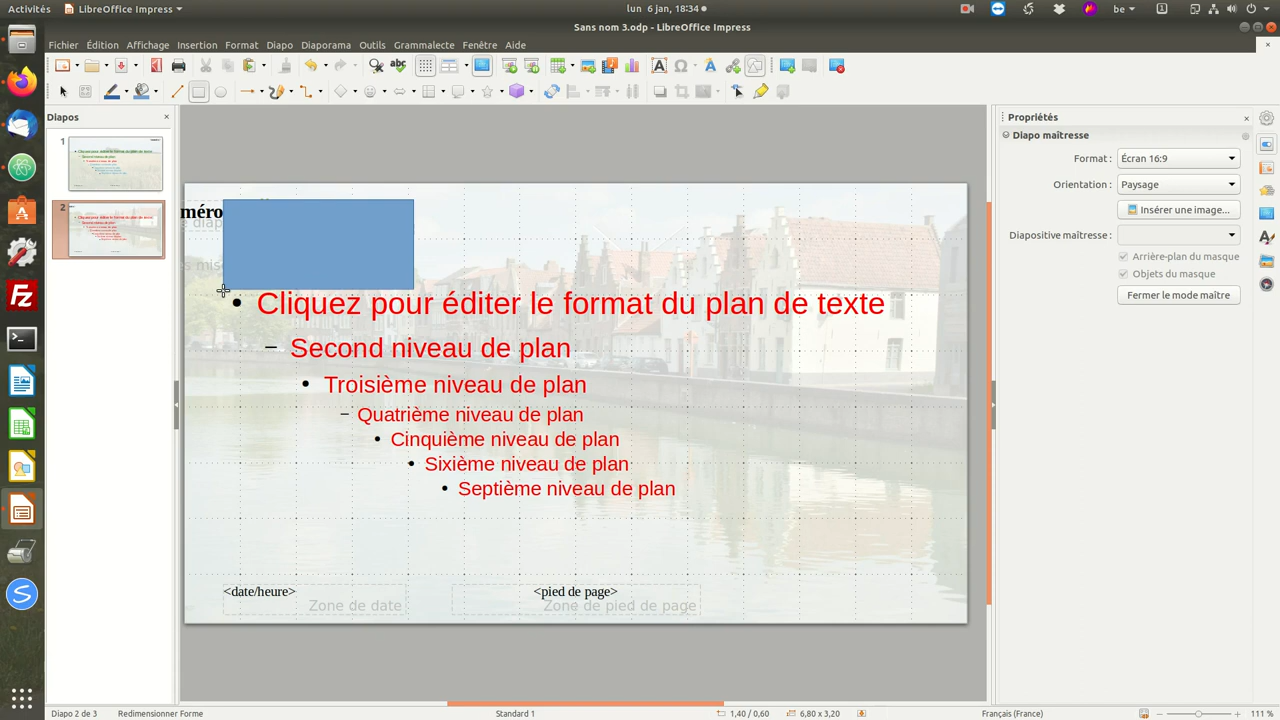 Activités
LibreOffice Impress
lun 6 jan, 18:34
be
Sans nom 3.odp - LibreOffice Impress
Fichier Édition Affichage Insertion Format Diapo Diaporama Outils Grammalecte Fenêtre Aide
Diapos
1
2
méro
e diap
s mis
Cliquez pour éditer le format du plan de texte
Second niveau de plan
Troisième niveau de plan
Quatrième niveau de plan
Cinquième niveau de plan
Sixième niveau de plan
Septième niveau de plan
<date/heure>
Zone de date
<pied de page>
Zone de pied de page
Propriétés
Diapo maîtresse
Format : Écran 16:9
Orientation : Paysage
Insérer une image...
Diapositive maîtresse :
Arrière-plan du masque
Objets du masque
Fermer le mode maître
Diapo 2 de 3
Redimensionner Forme
Standard 1
1,40 / 0,60
6,80 x 3,20
Français (France)
111 %